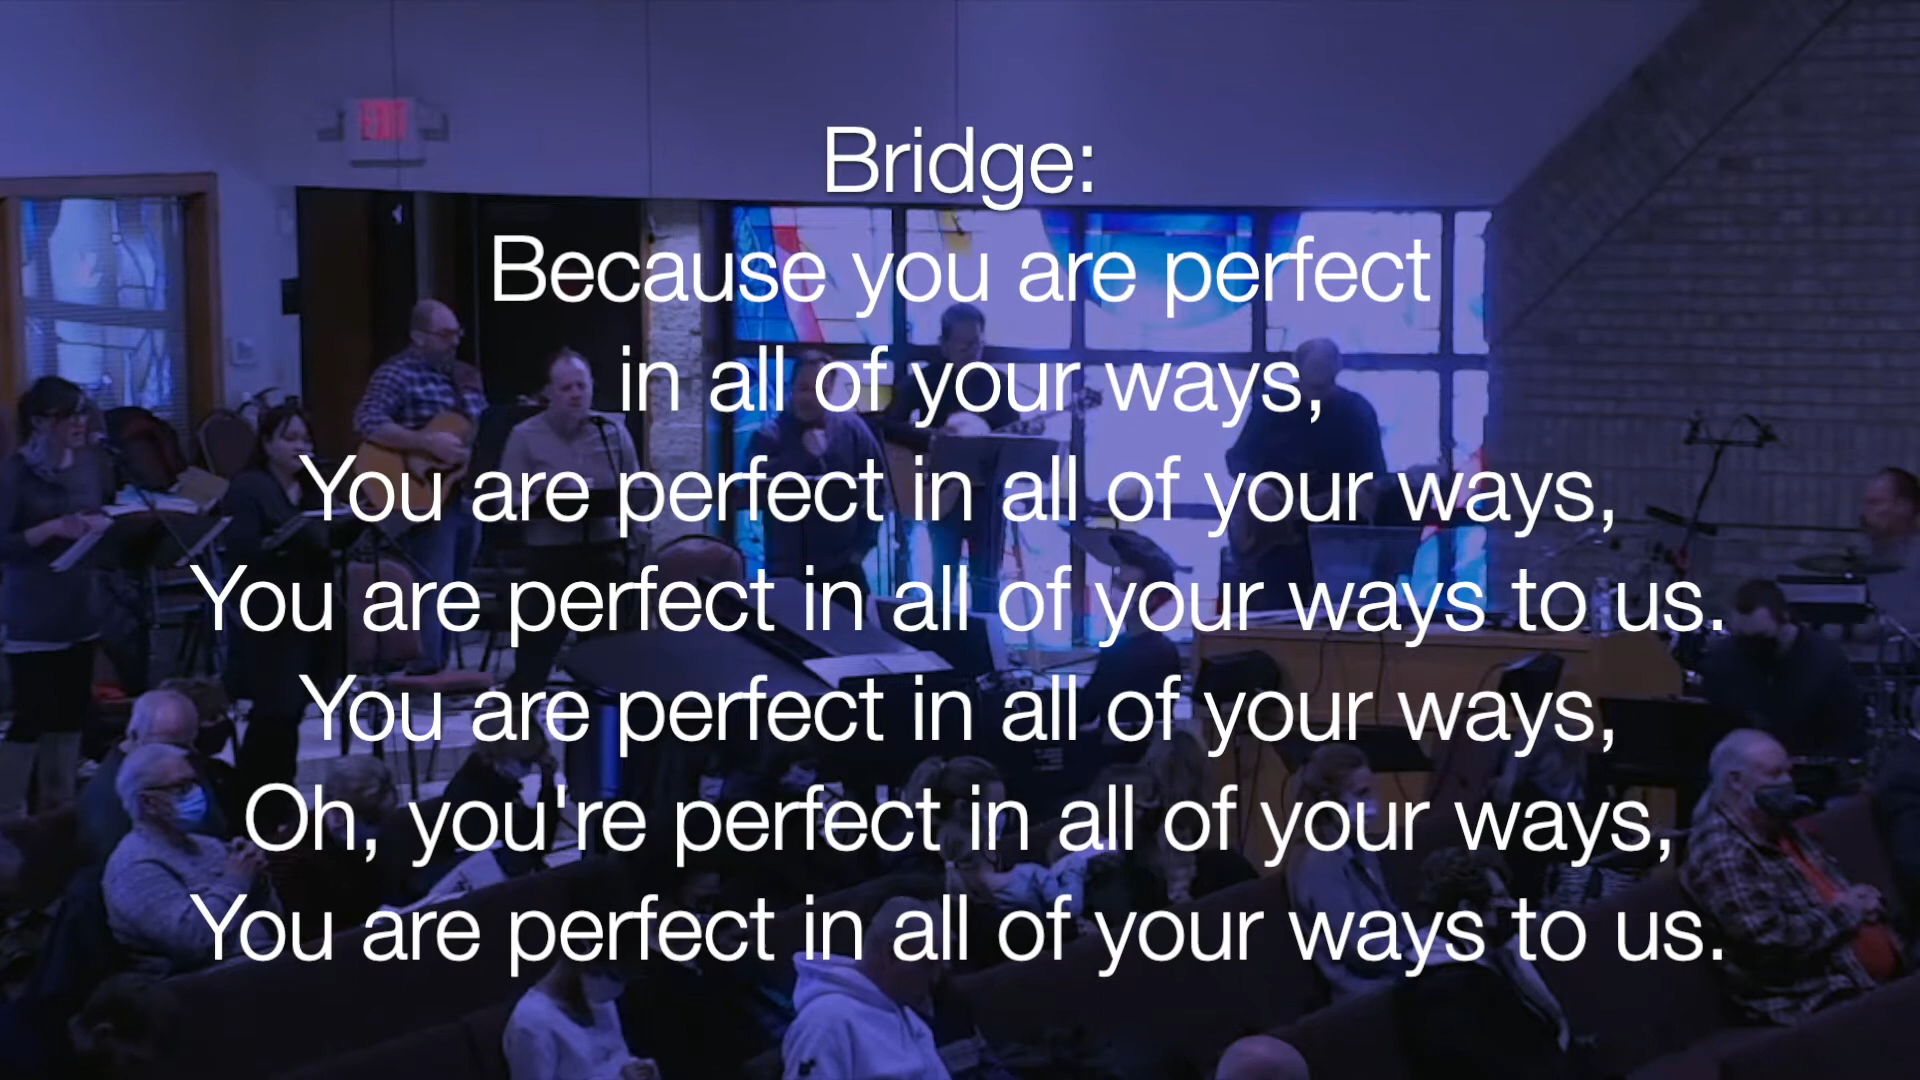 Bridge:
Because you are perfect
in all of your ways,
You are perfect in all of your ways,
You are perfect in all of your ways to us.
You are perfect in all of your ways,
Oh, you're perfect in all of your ways,
You are perfect in all of your ways to us.
EXIT